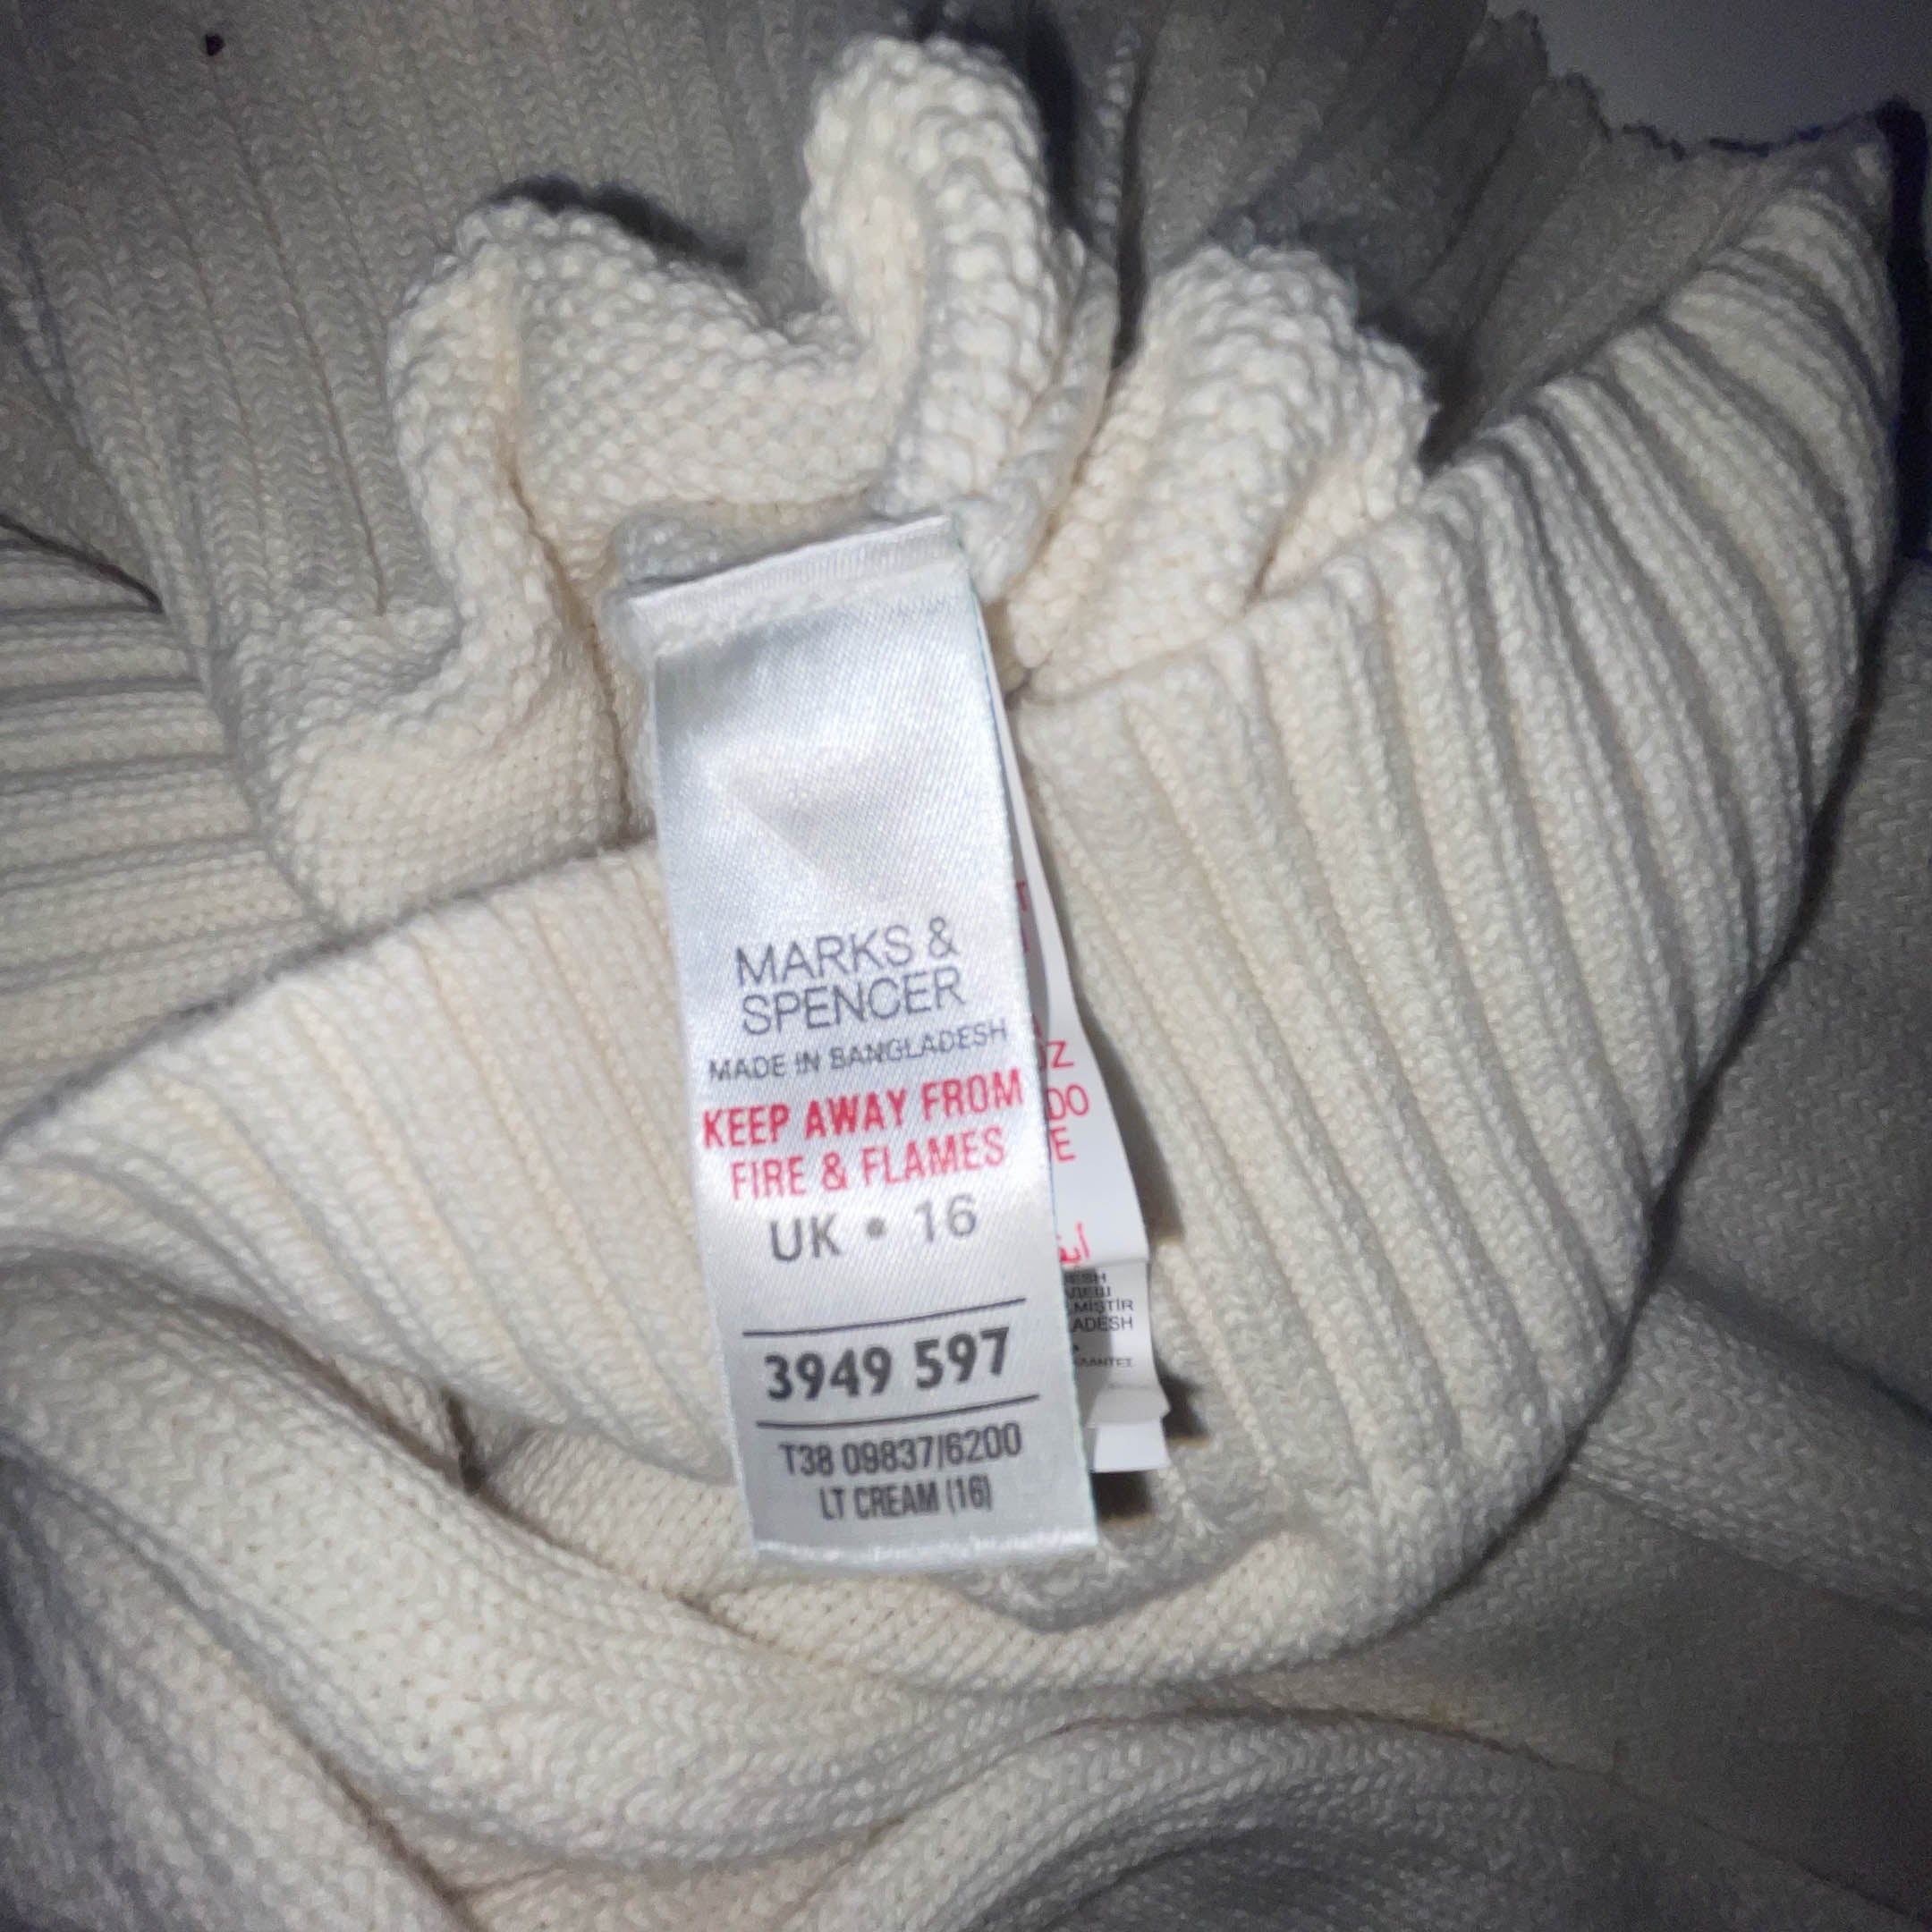 MARKS &
SPENCER
MADE IN BANGLADESH
KEEP AWAY FROM
FIRE & FLAMES
UK • 16
3949 597
T38 09837/6200
LT CREAM (16)